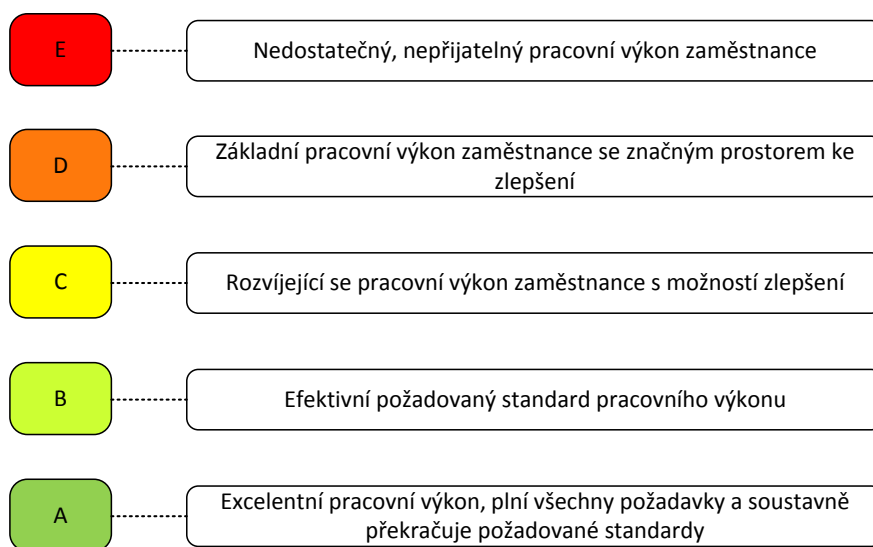 E
Nedostatečný, nepřijatelný pracovní výkon zaměstnance
D
Základní pracovní výkon zaměstnance se značným prostorem ke
zlepšení
C
Rozvíjející se pracovní výkon zaměstnance s možností zlepšení
B
Efektivní požadovaný standard pracovního výkonu
A
Excelentní pracovní výkon, plní všechny požadavky a soustavně
překračuje požadované standardy